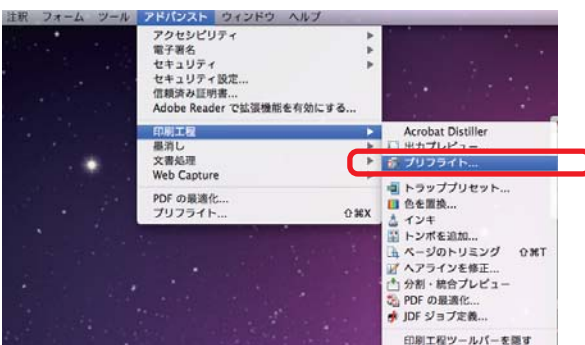 注釈 フォーム ツール アドバンスト ウィンドウ ヘルプ
アクセシビリティ
電子署名
セキュリティ
セキュリティ設定...
信頼済み証明書...
Adobe Reader で拡張機能を有効にする...
印刷工程
墨消し
文書処理
Web Capture
PDF の最適化...
プリフライト... ⇧⌘X
Acrobat Distiller
出力プレビュー
プリフライト...
トラッププリセット...
色を置換...
インキ
トンボを追加...
ページのトリミング ⇧⌘T
ヘアラインを修正...
分割・統合プレビュー
PDF の最適化...
JDF ジョブ定義...
印刷工程ツールバーを隠す